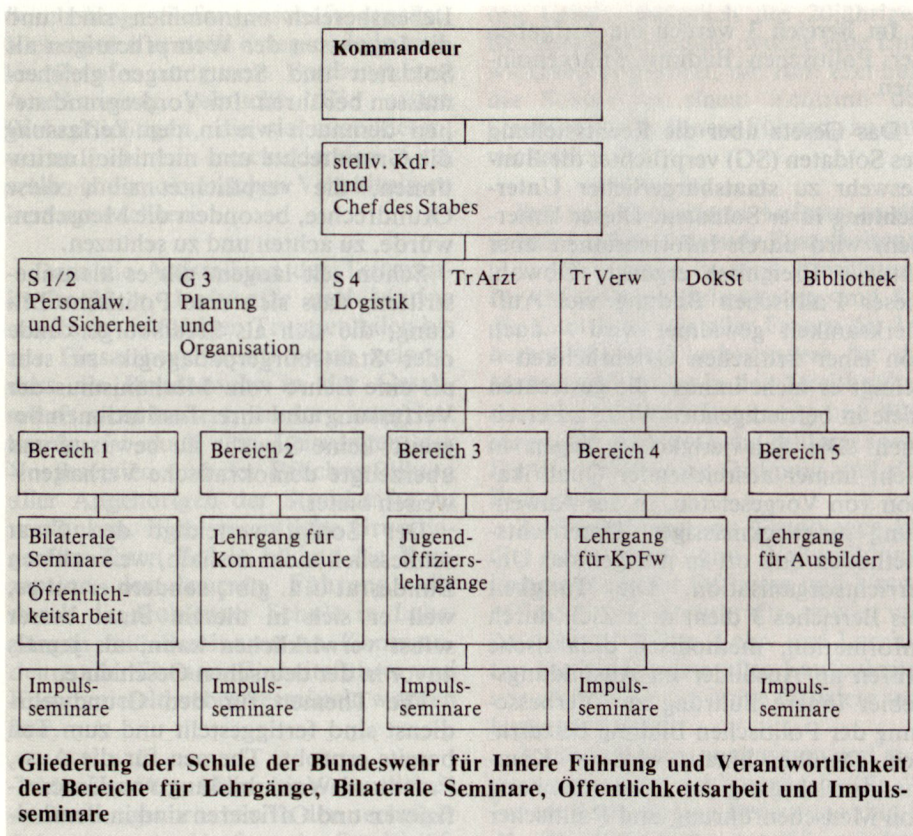 Kommandeur
stellv. Kdr.
und
Chef des Stabes
S 1/2
Personalw
und Sicherheit
G 3
Planung
und
Organisation
S 4
Logistik
Tr Arzt
Tr Verw
DokSt
Bibliothek
Bereich 1
Bereich 2
Bereich 3
Bereich 4
Bereich 5
Bilaterale
Seminare
Öffentlich-
keitsarbeit
Lehrgang für
Kommandeure
Jugend-
offiziers-
lehrgänge
Lehrgang
für KpFw
Lehrgang
für Ausbilder
Impuls-
seminare
Impuls-
seminare
Impuls-
seminare
Impuls-
seminare
Impuls-
seminare
Gliederung der Schule der Bundeswehr für Innere Führung und Verantwortlichkeit
der Bereiche für Lehrgänge, Bilaterale Seminare, Öffentlichkeitsarbeit und Impuls-
seminare